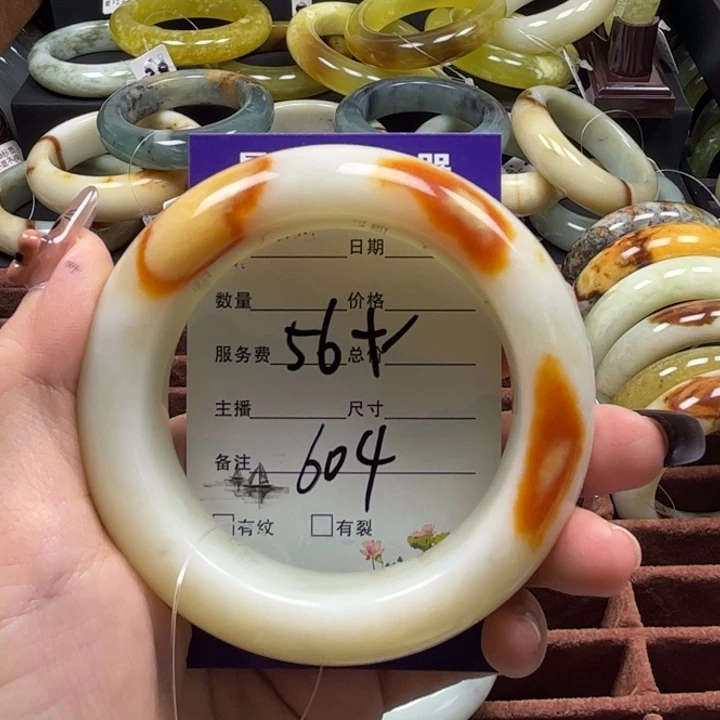 日期
数量 价格
服务费 56 总价
主播 尺寸
604
备注
有纹 有裂